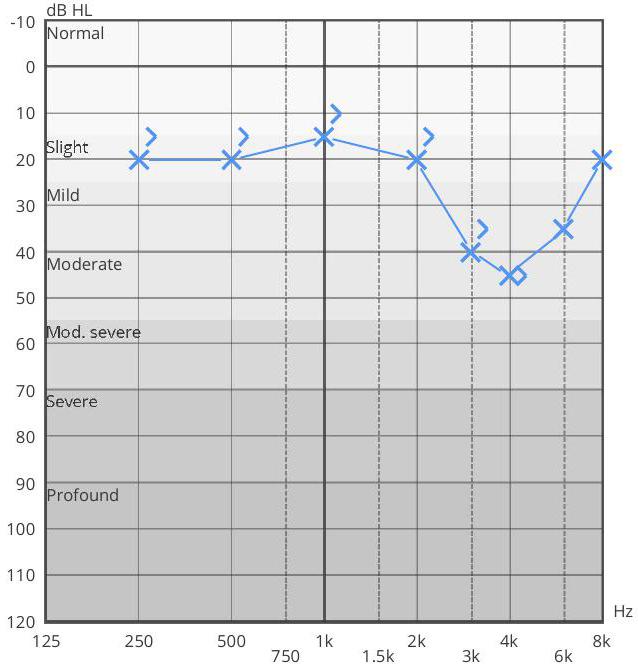 dB HL
-10
Normal
0
10
Slight
20
Mild
30
40
Moderate
50
Mod. severe
60
70
Severe
80
90
Profound
100
110
120
Hz
125 250 500 1k 2k 4k 8k
750 1.5k 3k 6k